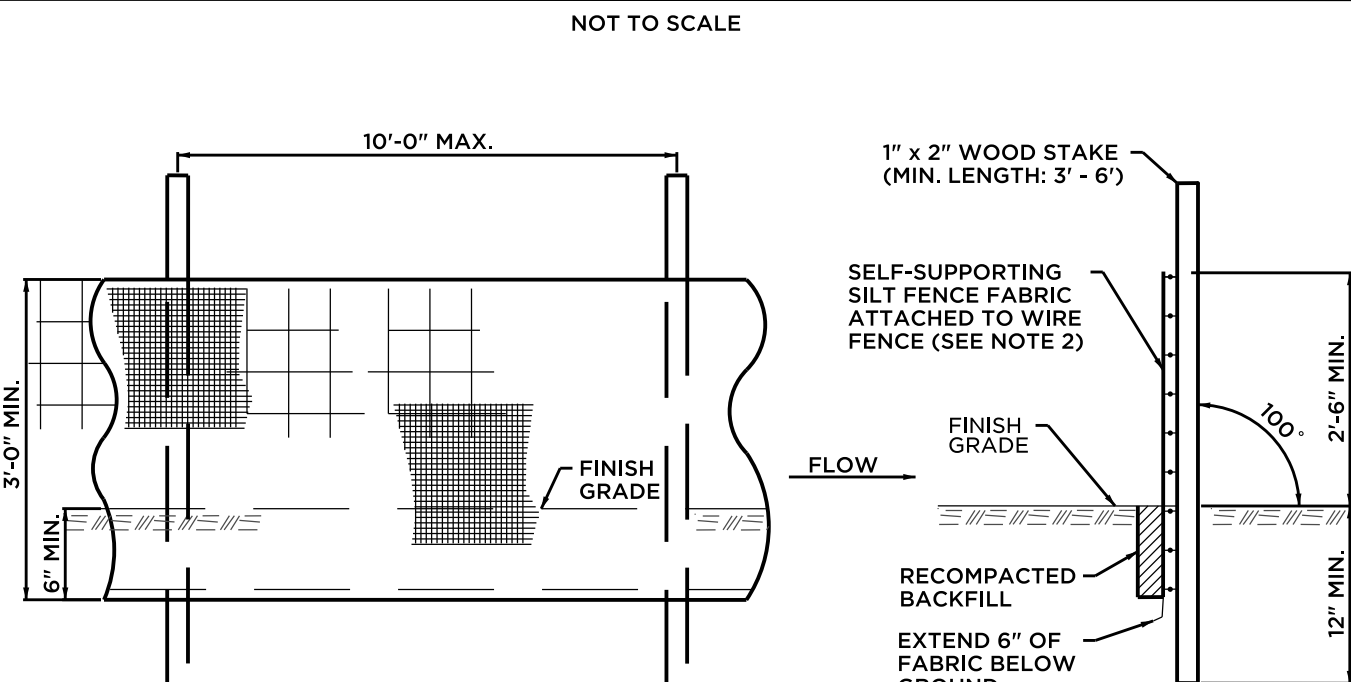 NOT TO SCALE
10'-0" MAX.
3'-0" MIN.
6" MIN.
FINISH
GRADE
FLOW
1" x 2" WOOD STAKE
(MIN. LENGTH: 3' - 6')
SELF-SUPPORTING
SILT FENCE FABRIC
ATTACHED TO WIRE
FENCE (SEE NOTE 2)
FINISH
GRADE
100°
2'-6" MIN.
RECOMPACTED
BACKFILL
EXTEND 6" OF
FABRIC BELOW
GROUND
12" MIN.